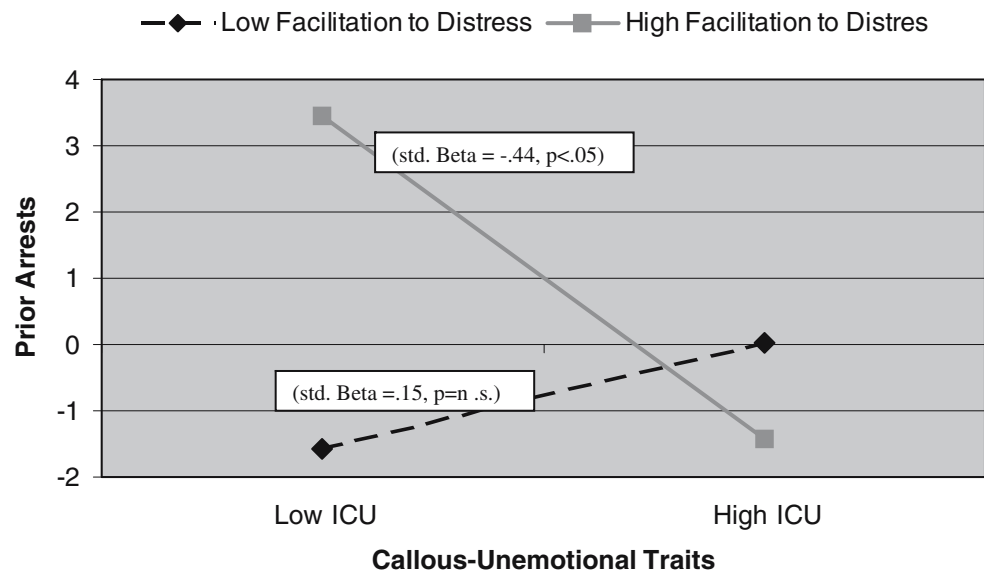 Low Facilitation to Distress High Facilitation to Distres
4
3
(std. Beta = -.44, p<.05)
2
1
Prior Arrests
0
(std. Beta =.15, p=n .s.)
-1
-2
Low ICU High ICU
Callous-Unemotional Traits